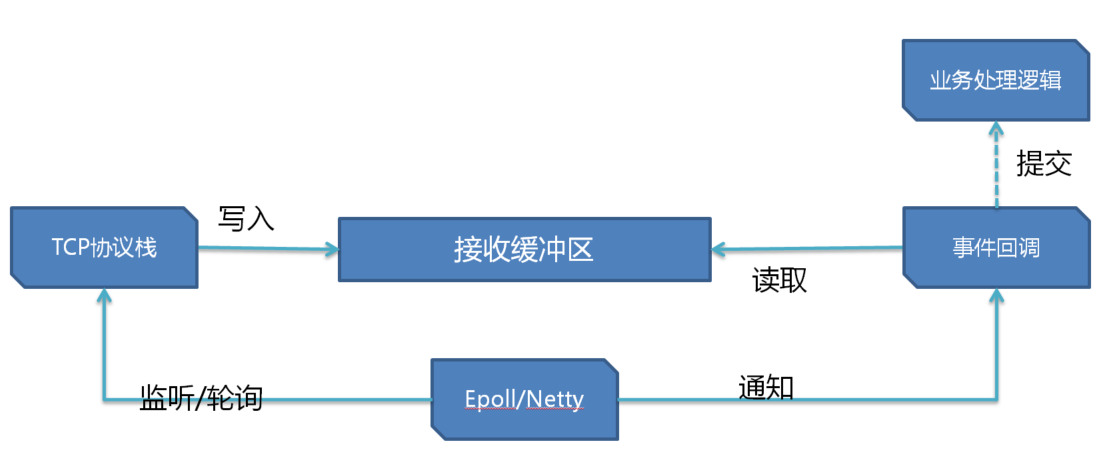 业务处理逻辑
提交
写入
TCP协议栈
接收缓冲区
事件回调
读取
监听/轮询
Epoll/Netty
通知